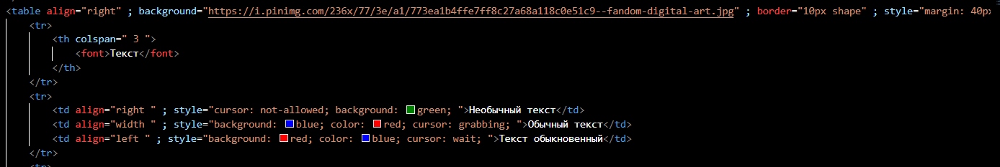 <table align="right" ; background="https://i.pinimg.com/236x/77/3e/a1/773ea1b4ffe7ff8c27a68a118c0e51c9--fandom-digital-art.jpg" ; border="10px shape" ; style="margin: 40px
<tr>
<th colspan=" 3 ">
<font>Текст</font>
</th>
</tr>
<tr>
<td align="right " ; style="cursor: not-allowed; background: green; ">Необычный текст</td>
<td align="width " ; style="background: blue; color: red; cursor: grabbing; ">Обычный текст</td>
<td align="left " ; style="background: red; color: blue; cursor: wait; ">Текст обыкновенный</td>
</tr>
<tr>